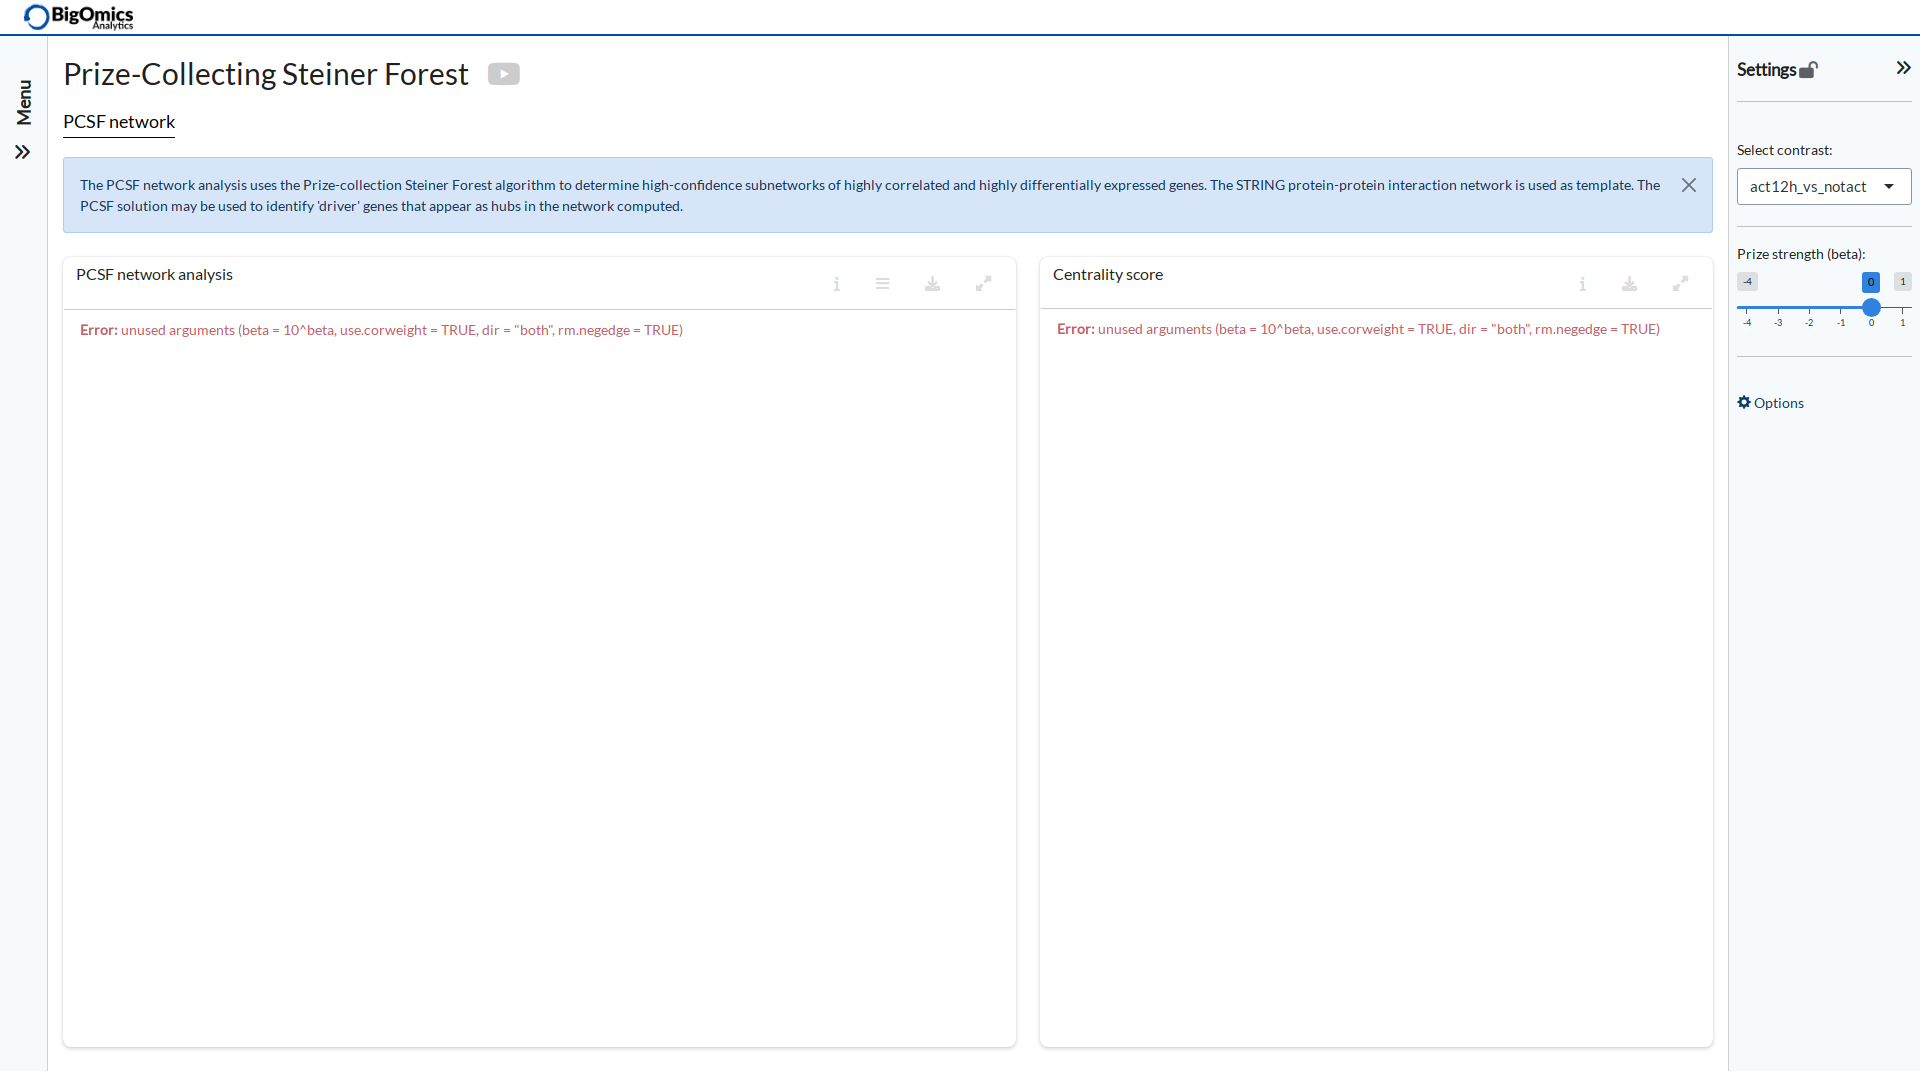 BigOmics
Analytics
Menu
Prize-Collecting Steiner Forest
PCSF network
The PCSF network analysis uses the Prize-collection Steiner Forest algorithm to determine high-confidence subnetworks of highly correlated and highly differentially expressed genes. The STRING protein-protein interaction network is used as template. The
PCSF solution may be used to identify 'driver' genes that appear as hubs in the network computed.
PCSF network analysis
Error: unused arguments (beta = 10^beta, use.corweight = TRUE, dir = "both", rm.negedge = TRUE)
Centrality score
Error: unused arguments (beta = 10^beta, use.corweight = TRUE, dir = "both", rm.negedge = TRUE)
Settings
Select contrast:
act12h_vs_notact
Prize strength (beta):
-4 0 1
-4 -3 -2 -1 0 1
Options